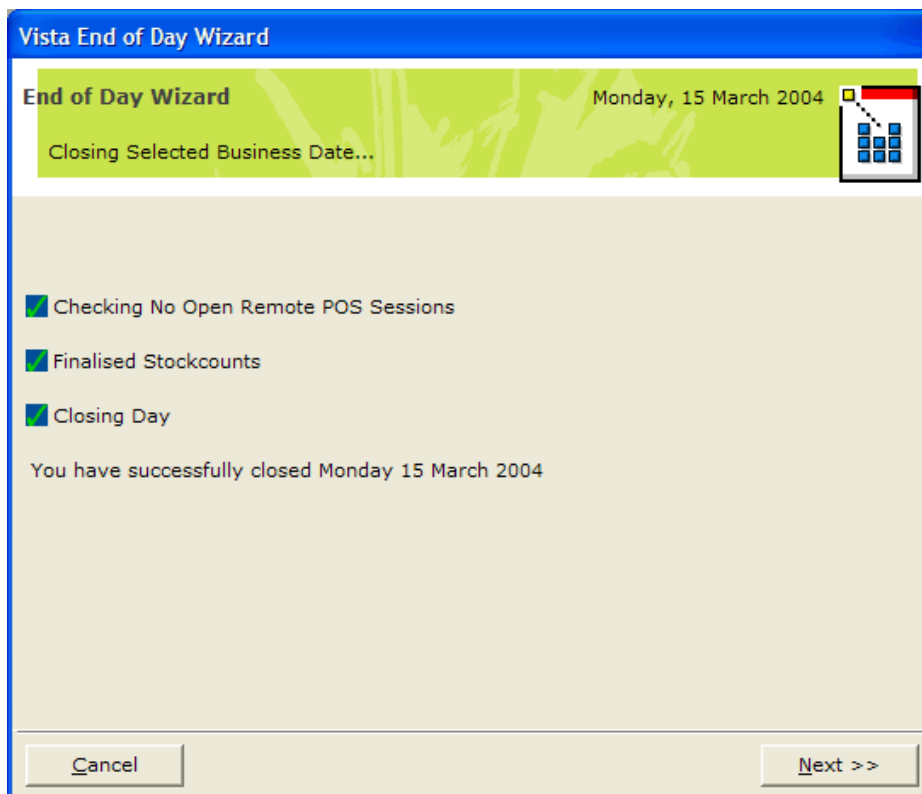 Vista End of Day Wizard
End of Day Wizard
Monday, 15 March 2004
Closing Selected Business Date...
Checking No Open Remote POS Sessions
Finalised Stockcounts
Closing Day
You have successfully closed Monday 15 March 2004
Cancel
Next >>